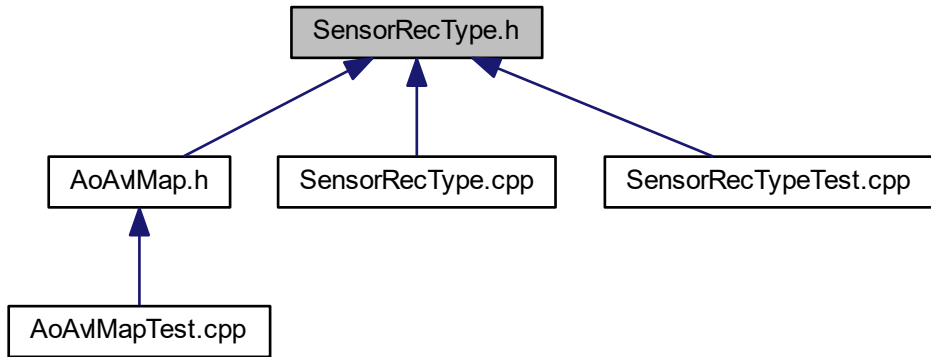 SensorRecType.h
AoAvlMap.h
SensorRecType.cpp
SensorRecTypeTest.cpp
AoAvlMapTest.cpp